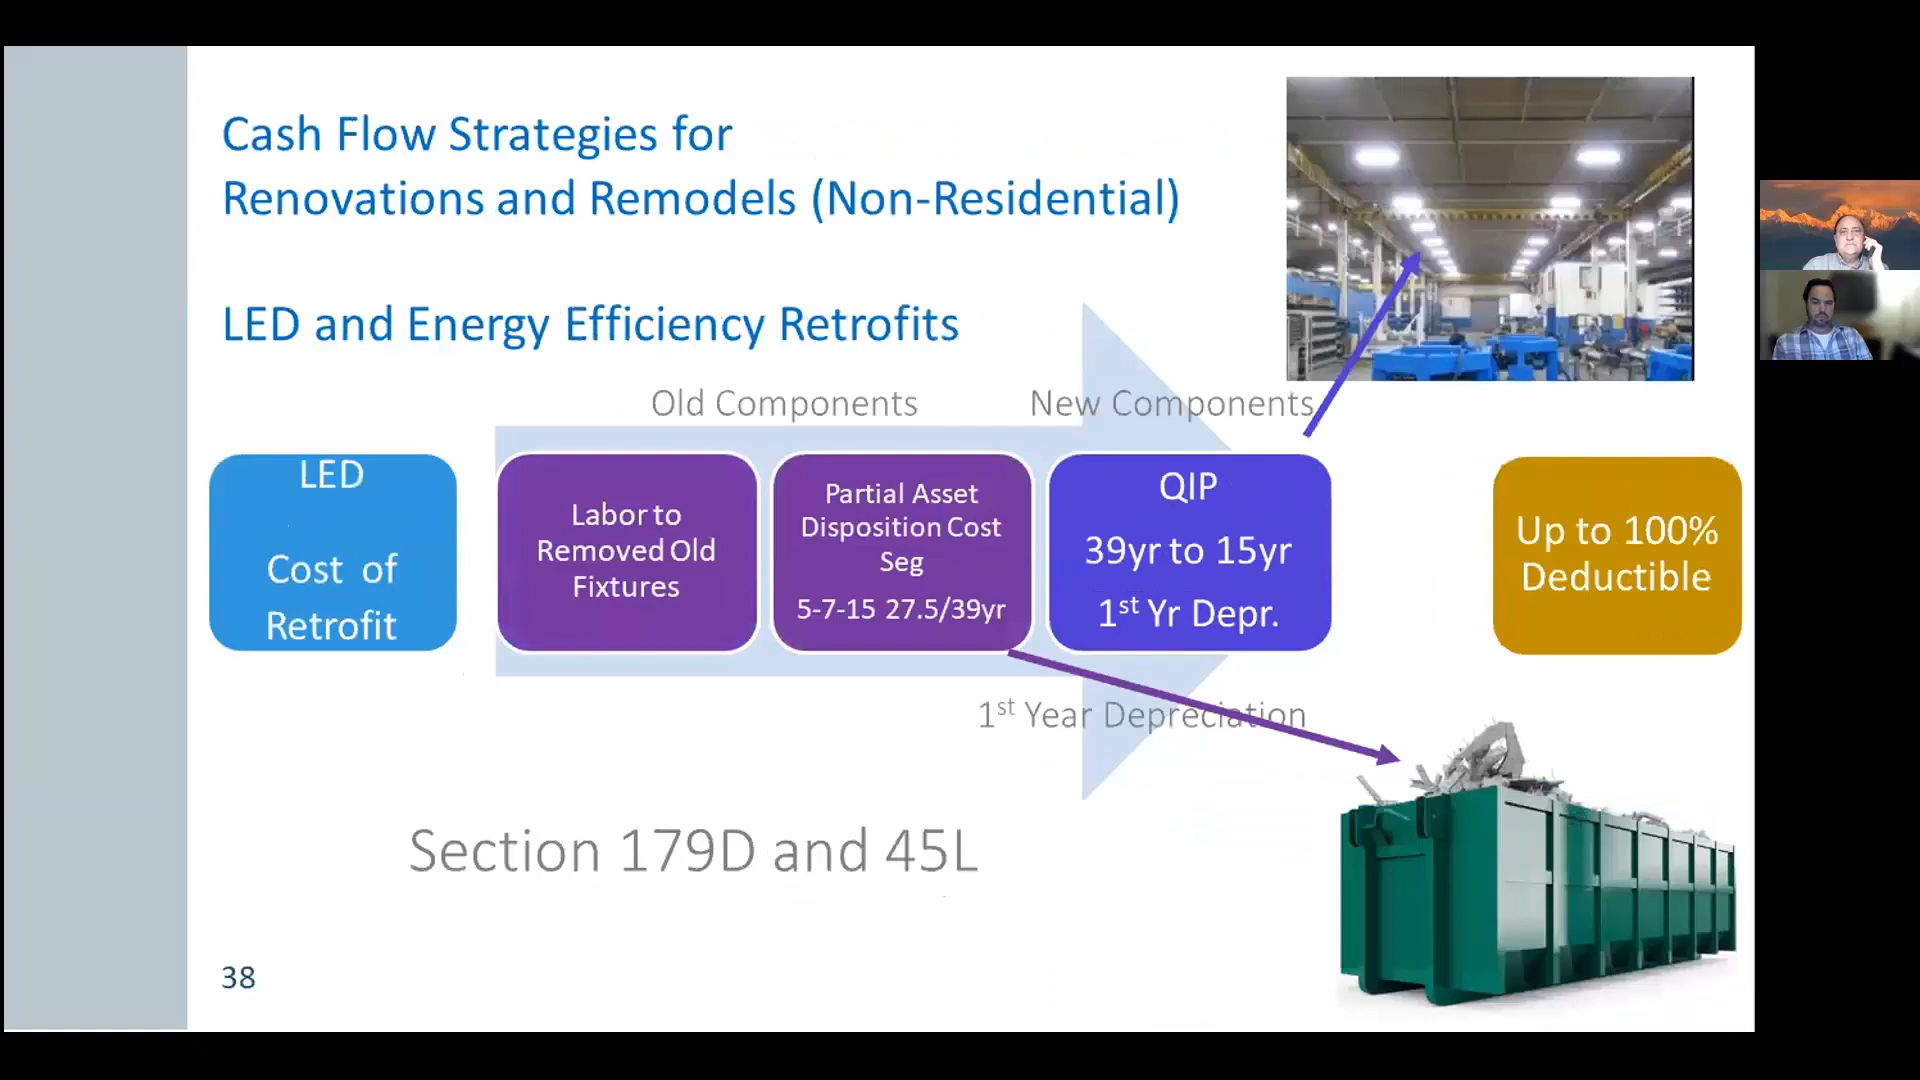 Cash Flow Strategies for
Renovations and Remodels (Non-Residential)
LED and Energy Efficiency Retrofits
Old Components
New Components
LED
Cost of
Retrofit
Labor to
Removed Old
Fixtures
Partial Asset
Disposition Cost
Seg
5-7-15 27.5/39yr
QIP
39yr to 15yr
1st Yr Depr.
Up to 100%
Deductible
1st Year Depreciation
Section 179D and 45L
38